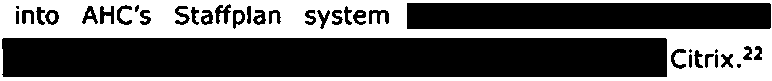 into AHC's Staffplan system
Citrix.22